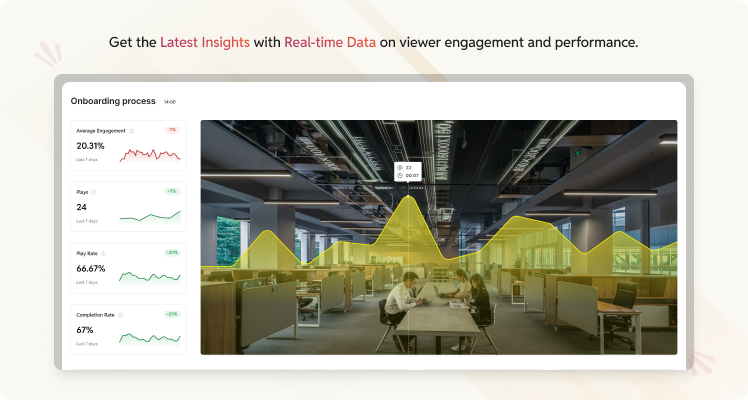 Get the Latest Insights with Real-time Data on viewer engagement and performance.
Onboarding process 14:00
Average Engagement
20.31%
Last 7 days
Plays +9%
24
Last 7 days
Play Rate +20%
66.67%
Last 7 days
Completion Rate +25%
67%
Last 7 days
22
00:07